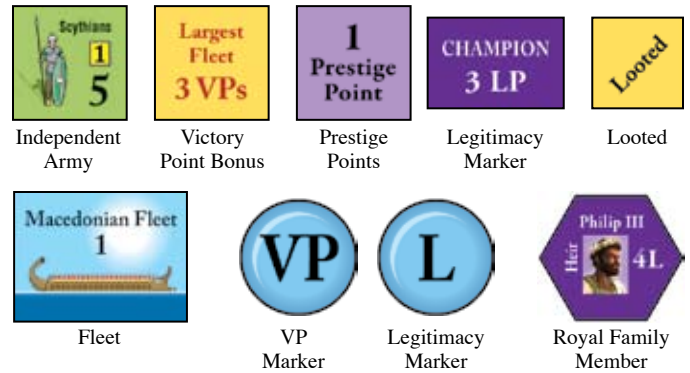 Scythians
1
5
Largest
Fleet
3 VPs
1
Prestige
Point
CHAMPION
3 LP
Looted
Independent
Army
Victory
Point Bonus
Prestige
Points
Legitimacy
Marker
Looted
Macedonian Fleet
1
VP
L
Philip III
Heir
4L
Fleet
VP
Marker
Legitimacy
Marker
Royal Family
Member